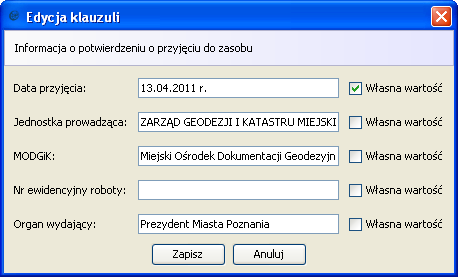 Edycja klauzuli
Informacja o potwierdzeniu o przyjęciu do zasobu
Data przyjęcia: 13.04.2011 r. Własna wartość
Jednostka prowadząca: ZARZĄD GEODEZJI I KATASTRU MIEJSKI Własna wartość
MODGiK: Miejski Ośrodek Dokumentacji Geodezyjn Własna wartość
Nr ewidencyjny roboty: Własna wartość
Organ wydający: Prezydent Miasta Poznania Własna wartość
Zapisz Anuluj